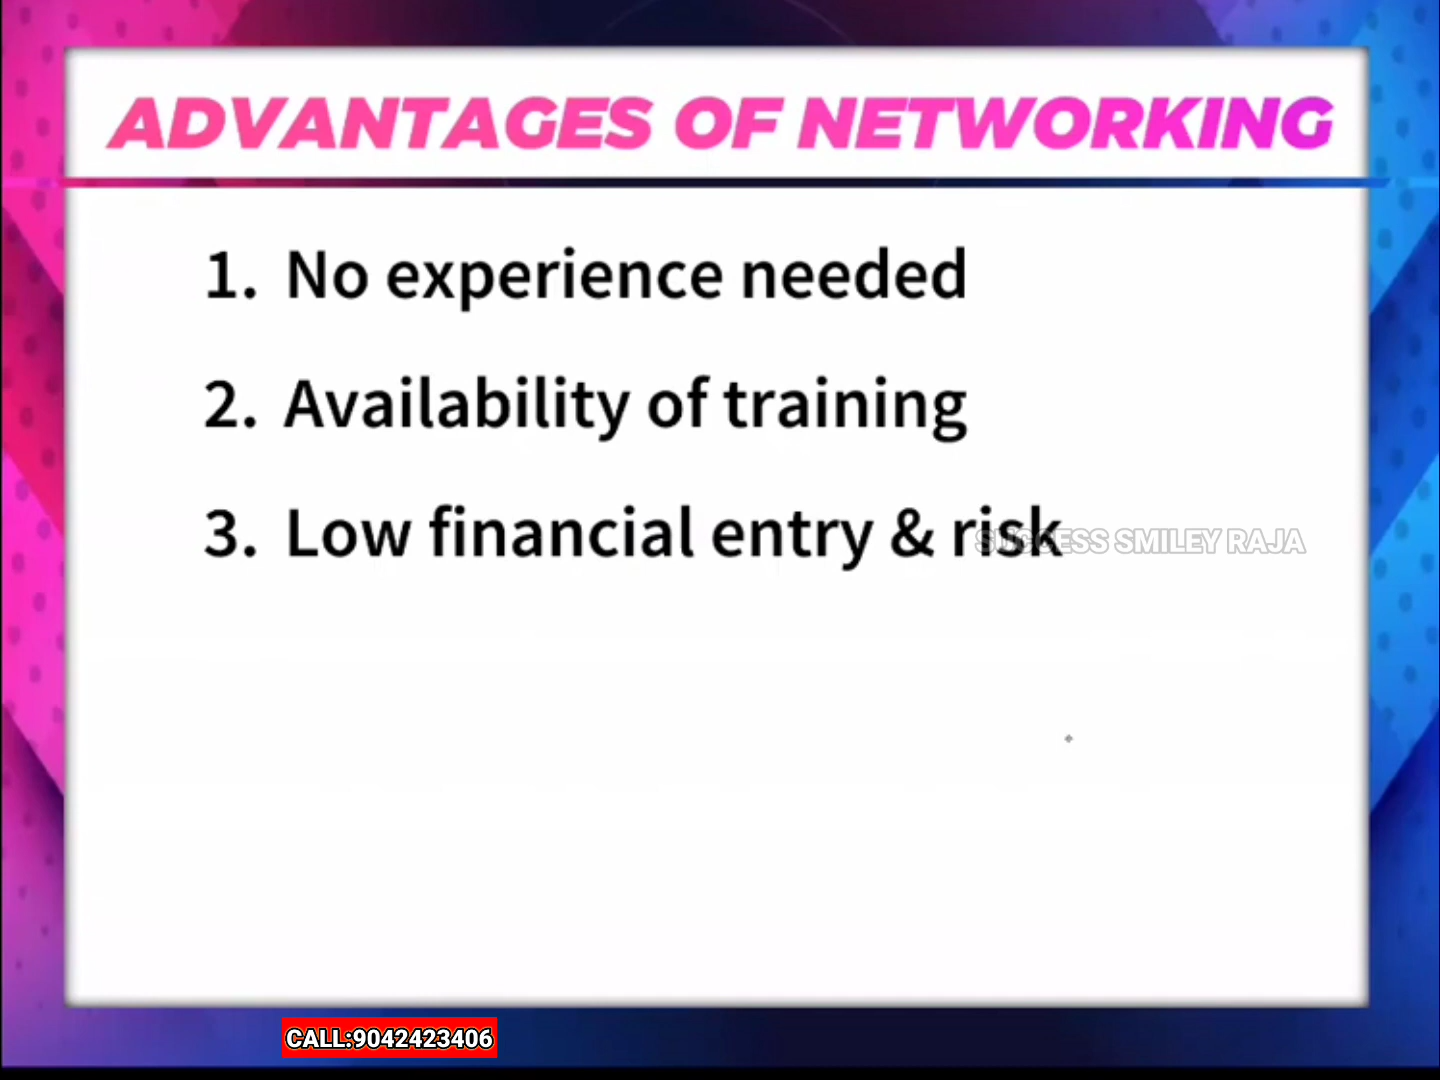 ADVANTAGES OF NETWORKING
1. No experience needed
2. Availability of training
3. Low financial entry & risk
SUCCESS SMILEY RAJA
CALL:9042423406